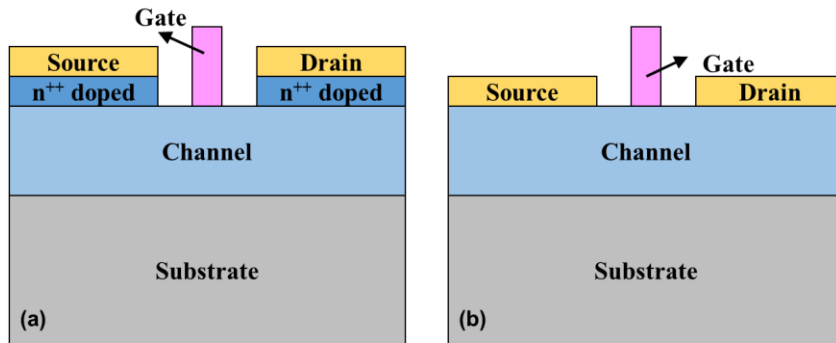 Gate
Source
Drain
n⁺⁺ doped
n⁺⁺ doped
Channel
Substrate
(a)
Gate
Source
Drain
Channel
Substrate
(b)